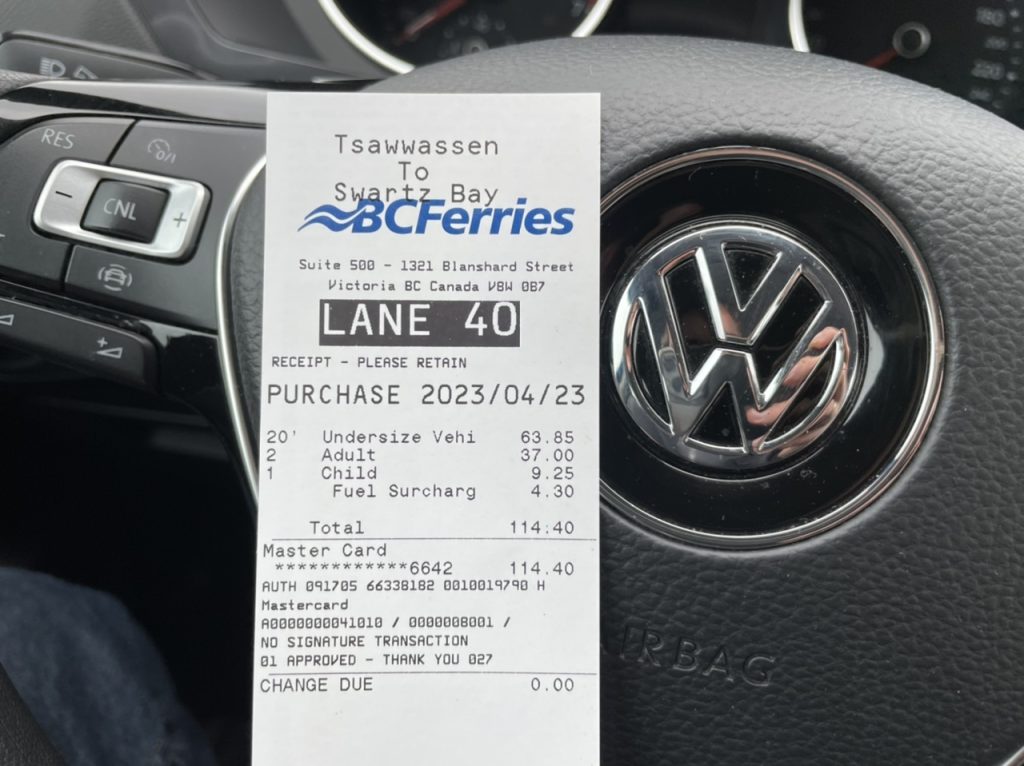 Tsawwassen
To
Swartz Bay
BCFerries
Suite 500 - 1321 Blanshard Street
Victoria BC Canada V8W 0B7
LANE 40
RECEIPT - PLEASE RETAIN
PURCHASE 2023/04/23
20' Undersize Vehi 63.85
2 Adult 37.00
1 Child 9.25
Fuel Surcharg 4.30
Total 114.40
Master Card
************6642 114.40
AUTH 091705 66338182 0010019790 H
Mastercard
A0000000041010 / 0000008001 /
NO SIGNATURE TRANSACTION
01 APPROVED - THANK YOU 027
CHANGE DUE 0.00
RES
- CNL +
AIRBAG
180
220